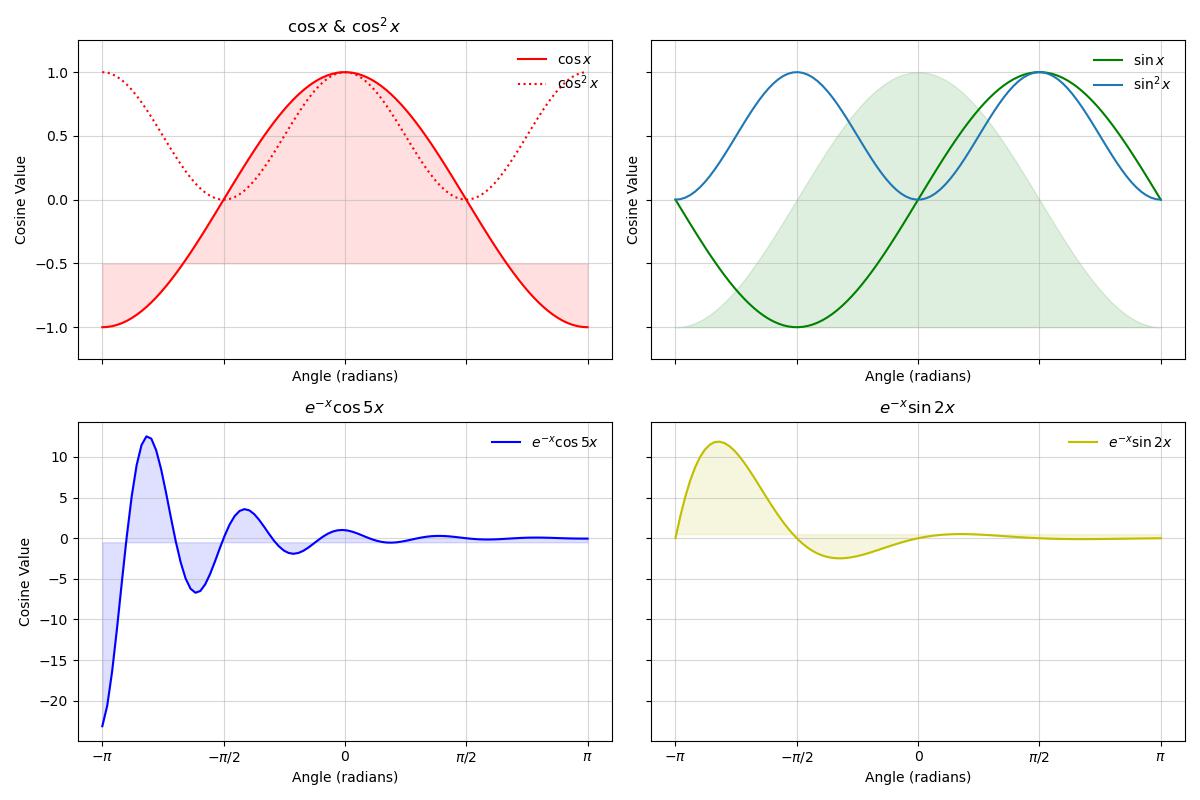 cos x & cos² x
cos x
cos² x
1.0
0.5
0.0
−0.5
−1.0
Cosine Value
Angle (radians)
sin x
sin² x
Cosine Value
Angle (radians)
e⁻ˣ cos 5x
e⁻ˣ cos 5x
10
5
0
−5
−10
−15
−20
Cosine Value
−π −π/2 0 π/2 π
Angle (radians)
e⁻ˣ sin 2x
e⁻ˣ sin 2x
−π −π/2 0 π/2 π
Angle (radians)